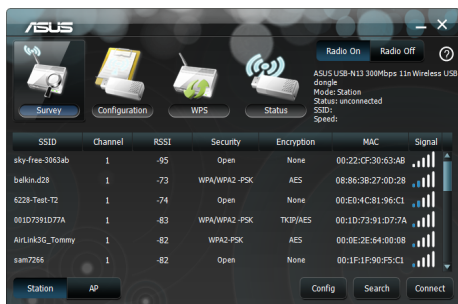 ASUS
Radio On Radio Off
ASUS USB-N13 300Mbps 11n Wireless USB
dongle
Mode: Station
Status: unconnected
SSID:
Speed:
Survey Configuration WPS Status
SSID Channel RSSI Security Encryption MAC Signal
sky-free-3063ab 1 -95 Open None 00:22:CF:30:63:AB
belkin.d28 1 -73 WPA/WPA2 -PSK AES 08:86:3B:27:0D:28
6228-Test-T2 1 -74 Open None 00:E0:4C:81:96:C1
001D7391D77A 1 -83 WPA/WPA2 -PSK TKIP/AES 00:1D:73:91:D7:7A
AirLink3G_Tommy 1 -82 WPA2-PSK AES 00:0E:2E:64:00:08
sam7266 1 -82 Open None 00:1F:1F:90:F5:C1
Station AP Config Search Connect